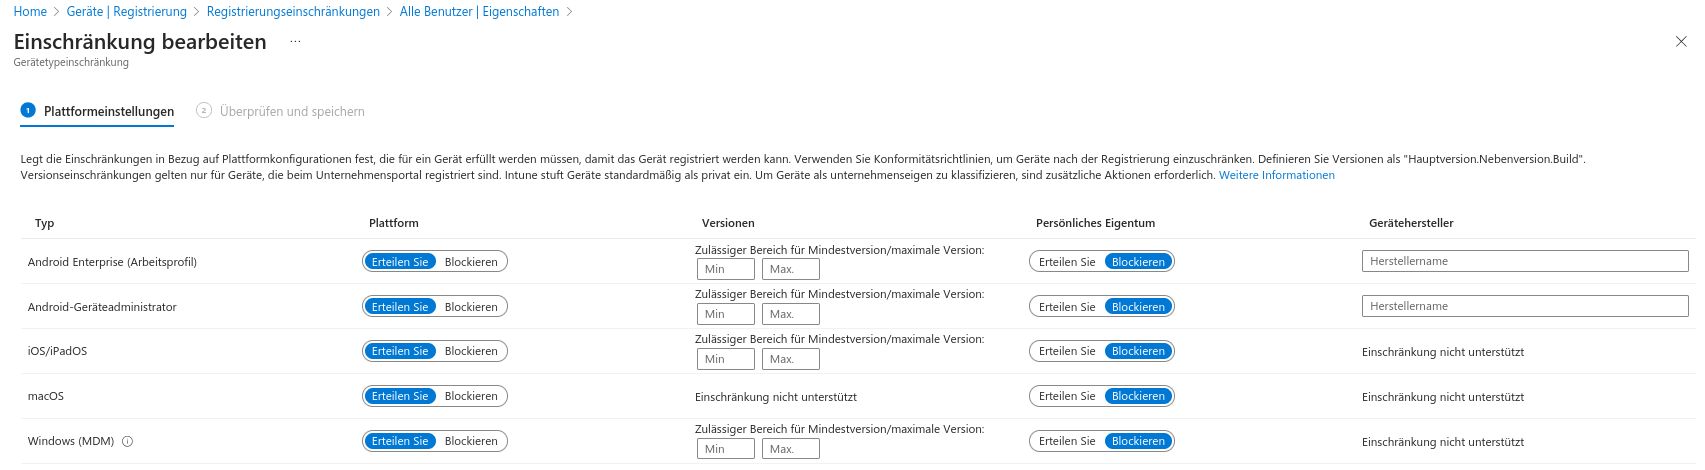 Home > Geräte | Registrierung > Registrierungseinschränkungen > Alle Benutzer | Eigenschaften >
Einschränkung bearbeiten ...
Gerätetypeinschränkung
1 Plattformeinstellungen 2 Überprüfen und speichern
Legt die Einschränkungen in Bezug auf Plattformkonfigurationen fest, die für ein Gerät erfüllt werden müssen, damit das Gerät registriert werden kann. Verwenden Sie Konformitätsrichtlinien, um Geräte nach der Registrierung einzuschränken. Definieren Sie Versionen als "Hauptversion.Nebenversion.Build".
Versionseinschränkungen gelten nur für Geräte, die beim Unternehmensportal registriert sind. Intune stuft Geräte standardmäßig als privat ein. Um Geräte als unternehmenseigen zu klassifizieren, sind zusätzliche Aktionen erforderlich. Weitere Informationen
Typ Plattform Versionen Persönliches Eigentum Gerätehersteller
Zulässiger Bereich für Mindestversion/maximale Version:
Android Enterprise (Arbeitsprofil) Erteilen Sie Blockieren Min Max. Erteilen Sie Blockieren Herstellername
Zulässiger Bereich für Mindestversion/maximale Version:
Android-Geräteadministrator Erteilen Sie Blockieren Min Max. Erteilen Sie Blockieren Herstellername
Zulässiger Bereich für Mindestversion/maximale Version:
iOS/iPadOS Erteilen Sie Blockieren Min Max. Erteilen Sie Blockieren Einschränkung nicht unterstützt
macOS Erteilen Sie Blockieren Einschränkung nicht unterstützt Erteilen Sie Blockieren Einschränkung nicht unterstützt
Zulässiger Bereich für Mindestversion/maximale Version:
Windows (MDM) Erteilen Sie Blockieren Min Max. Erteilen Sie Blockieren Einschränkung nicht unterstützt